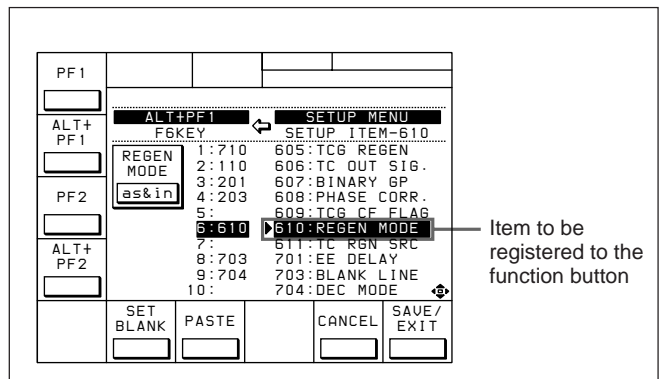 PF1
ALT+
PF1
PF2
ALT+
PF2
ALT+PF1
F6KEY
REGEN
MODE
as&in
1:710
2:110
3:201
4:203
5:
6:610
7:
8:703
9:704
10:
SETUP MENU
SETUP ITEM-610
605:TCG REGEN
606:TC OUT SIG.
607:BINARY GP
608:PHASE CORR.
609:TCG CF FLAG
610:REGEN MODE
611:TC RGN SRC
701:EE DELAY
703:BLANK LINE
704:DEC MODE
SET
BLANK
PASTE
CANCEL
SAVE/
EXIT
Item to be
registered to the
function button